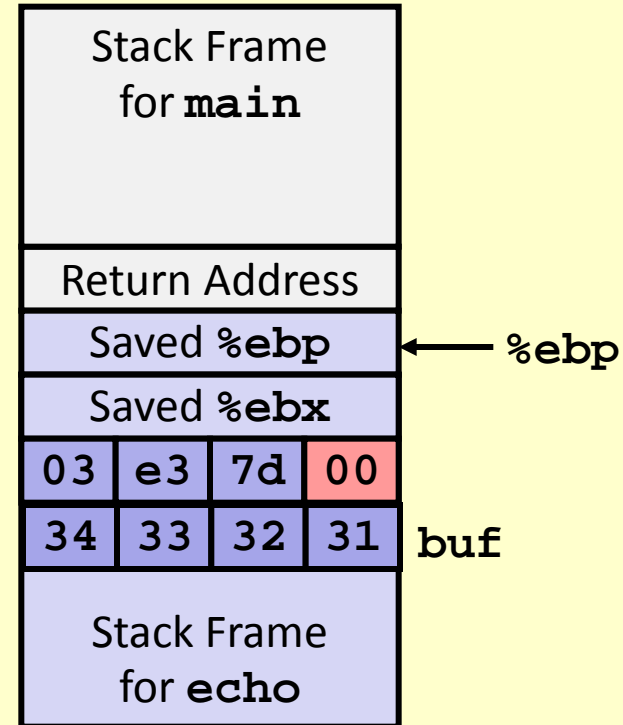 Stack Frame
for main
Return Address
Saved %ebp
%ebp
Saved %ebx
03 e3 7d 00
34 33 32 31 buf
Stack Frame
for echo